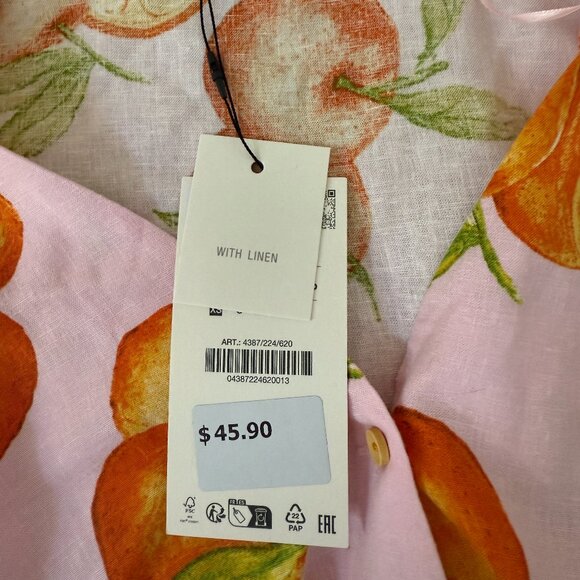 WITH LINEN
XS
ART.: 4387/224/620
04387224620013
$45.90
FSC
22
PAP
EAC